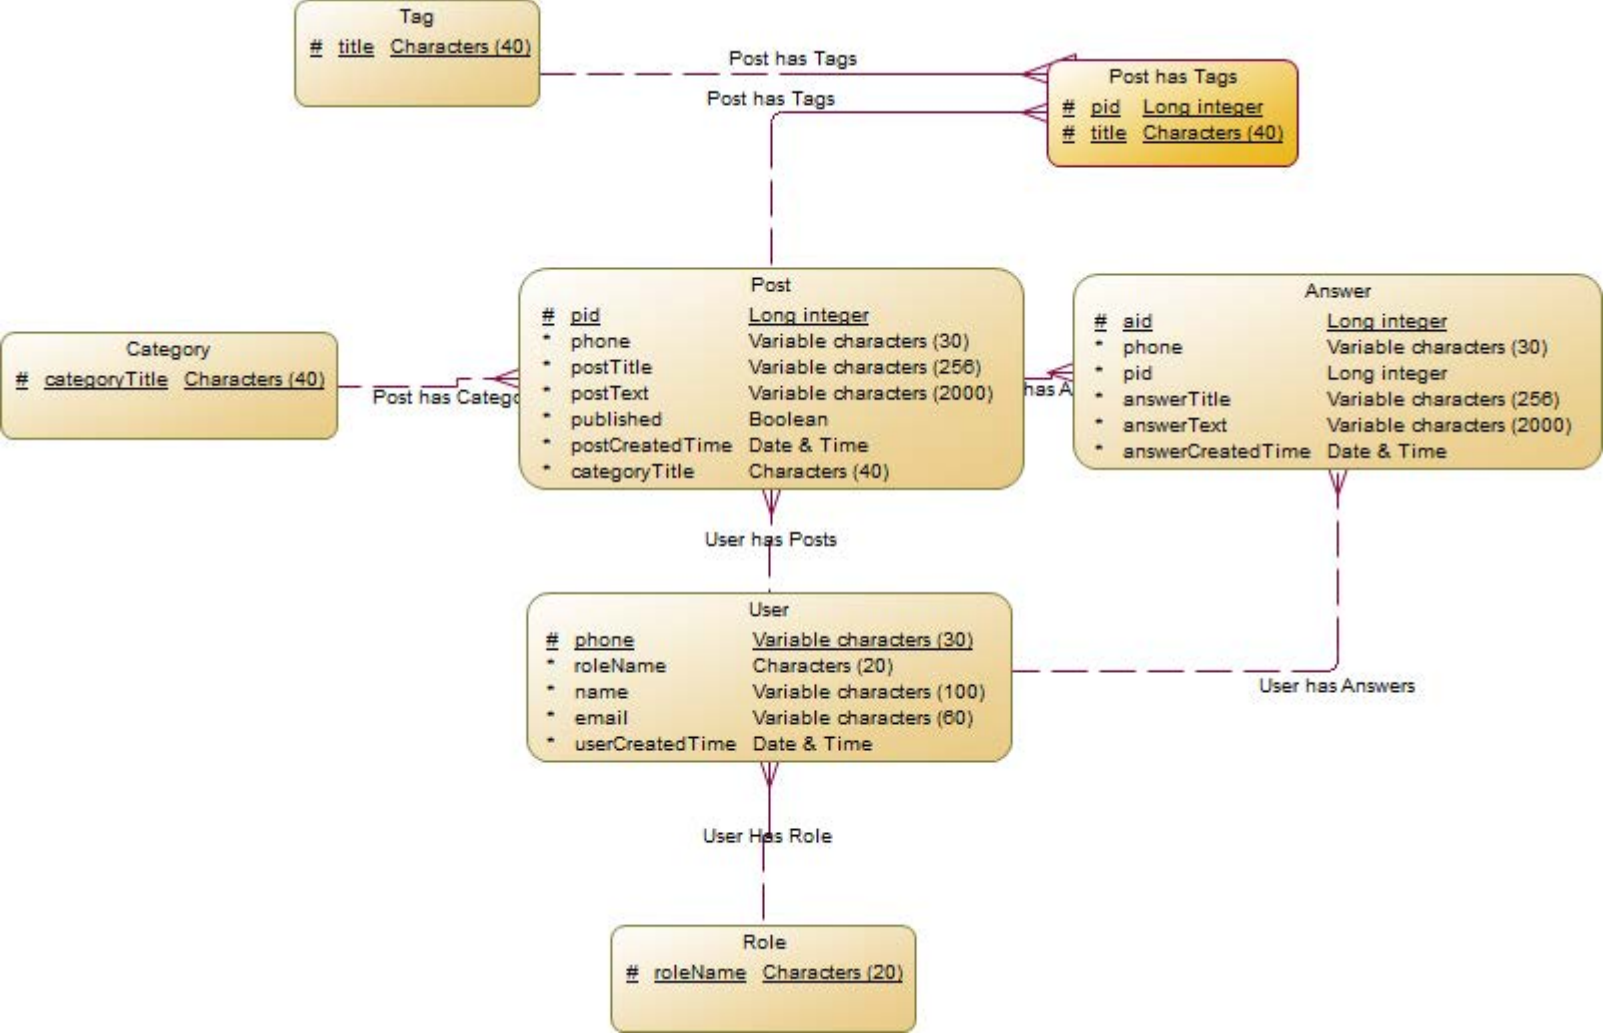 Tag
# title Characters (40)
Post has Tags
Post has Tags
Post has Tags
# pid Long integer
# title Characters (40)
Category
# categoryTitle Characters (40)
Post has Catego
Post
# pid Long integer
* phone Variable characters (30)
* postTitle Variable characters (256)
* postText Variable characters (2000)
* published Boolean
* postCreatedTime Date & Time
* categoryTitle Characters (40)
has A
Answer
# aid Long integer
* phone Variable characters (30)
* pid Long integer
* answerTitle Variable characters (256)
* answerText Variable characters (2000)
* answerCreatedTime Date & Time
User has Posts
User
# phone Variable characters (30)
* roleName Characters (20)
* name Variable characters (100)
* email Variable characters (60)
* userCreatedTime Date & Time
User has Answers
User Has Role
Role
# roleName Characters (20)